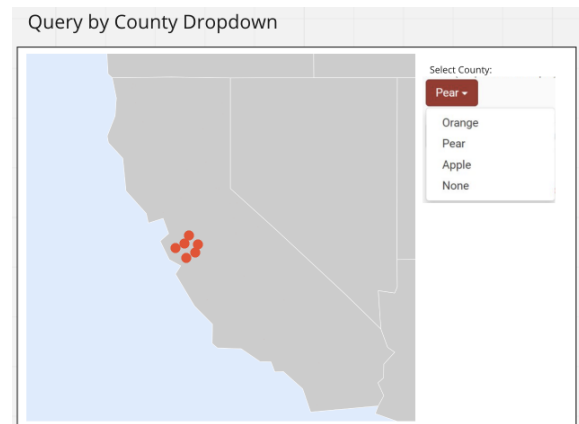 Query by County Dropdown
Select County:
Pear
Orange
Pear
Apple
None